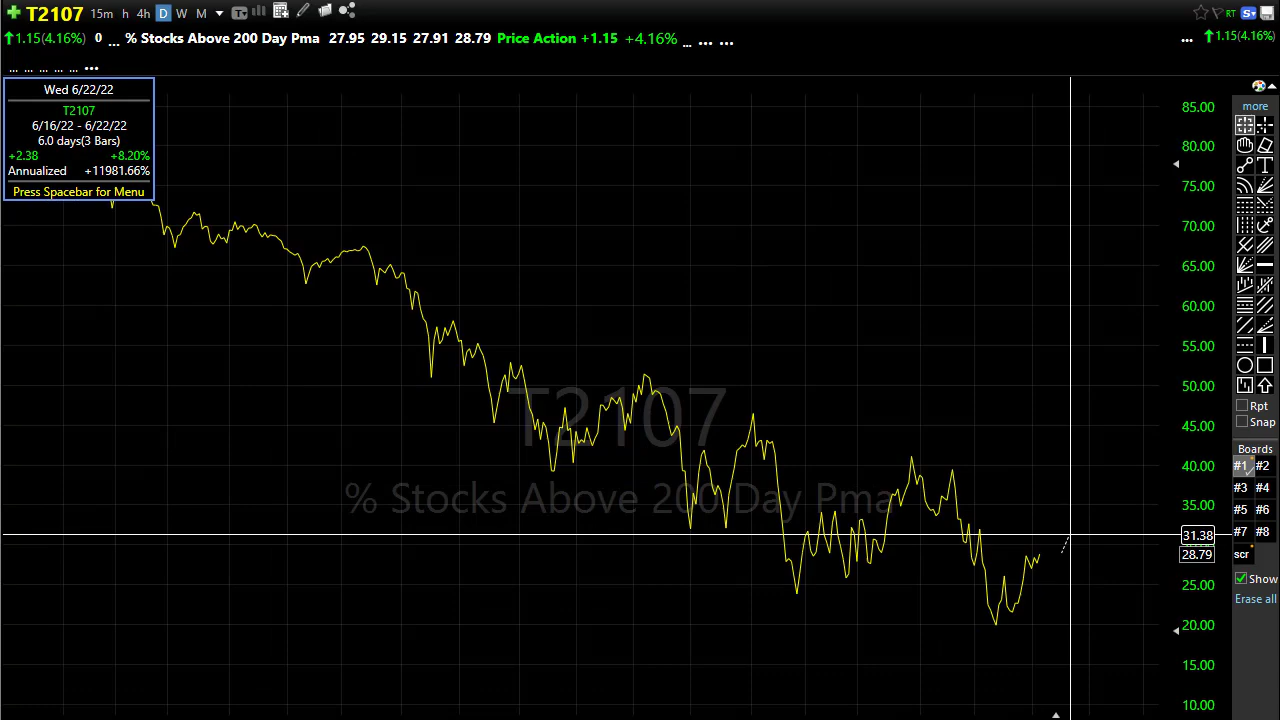 T2107 15m h 4h D W M T RT S
1.15(4.16%) 0 ... % Stocks Above 200 Day Pma 27.95 29.15 27.91 28.79 Price Action +1.15 +4.16% ... ... ... ... 1.15(4.16%)
... ... ... ... ... ...
Wed 6/22/22
T2107
6/16/22 - 6/22/22
6.0 days(3 Bars)
+2.38 +8.20%
Annualized +11981.66%
Press Spacebar for Menu
T2107
% Stocks Above 200 Day Pma
85.00
80.00
75.00
70.00
65.00
60.00
55.00
50.00
45.00
40.00
35.00
31.38
28.79
25.00
20.00
15.00
10.00
more
T
Rpt
Snap
Boards
#1 #2
#3 #4
#5 #6
#7 #8
scr
Show
Erase all